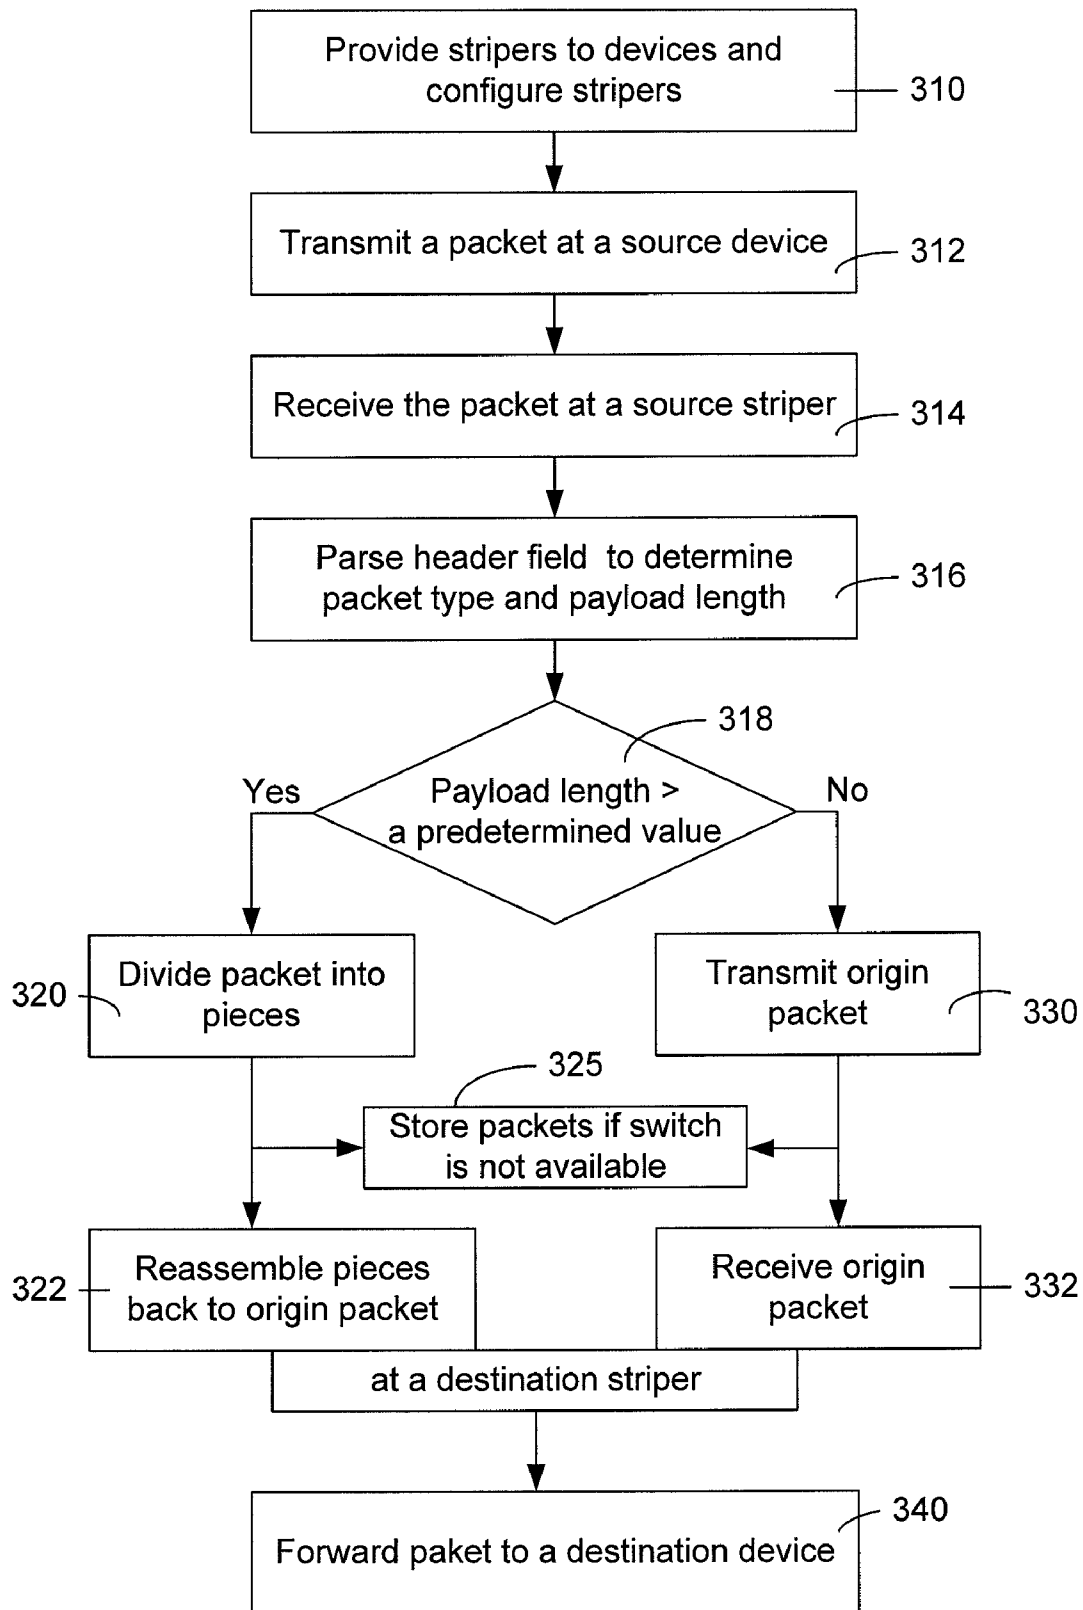 Provide stripers to devices and
configure stripers
310
Transmit a packet at a source device
312
Receive the packet at a source striper
314
Parse header field to determine
packet type and payload length
316
318
Yes
Payload length >
a predetermined value
No
Divide packet into
pieces
320
Transmit origin
packet
330
325
Store packets if switch
is not available
322
Reassemble pieces
back to origin packet
Receive origin
packet
332
at a destination striper
340
Forward paket to a destination device